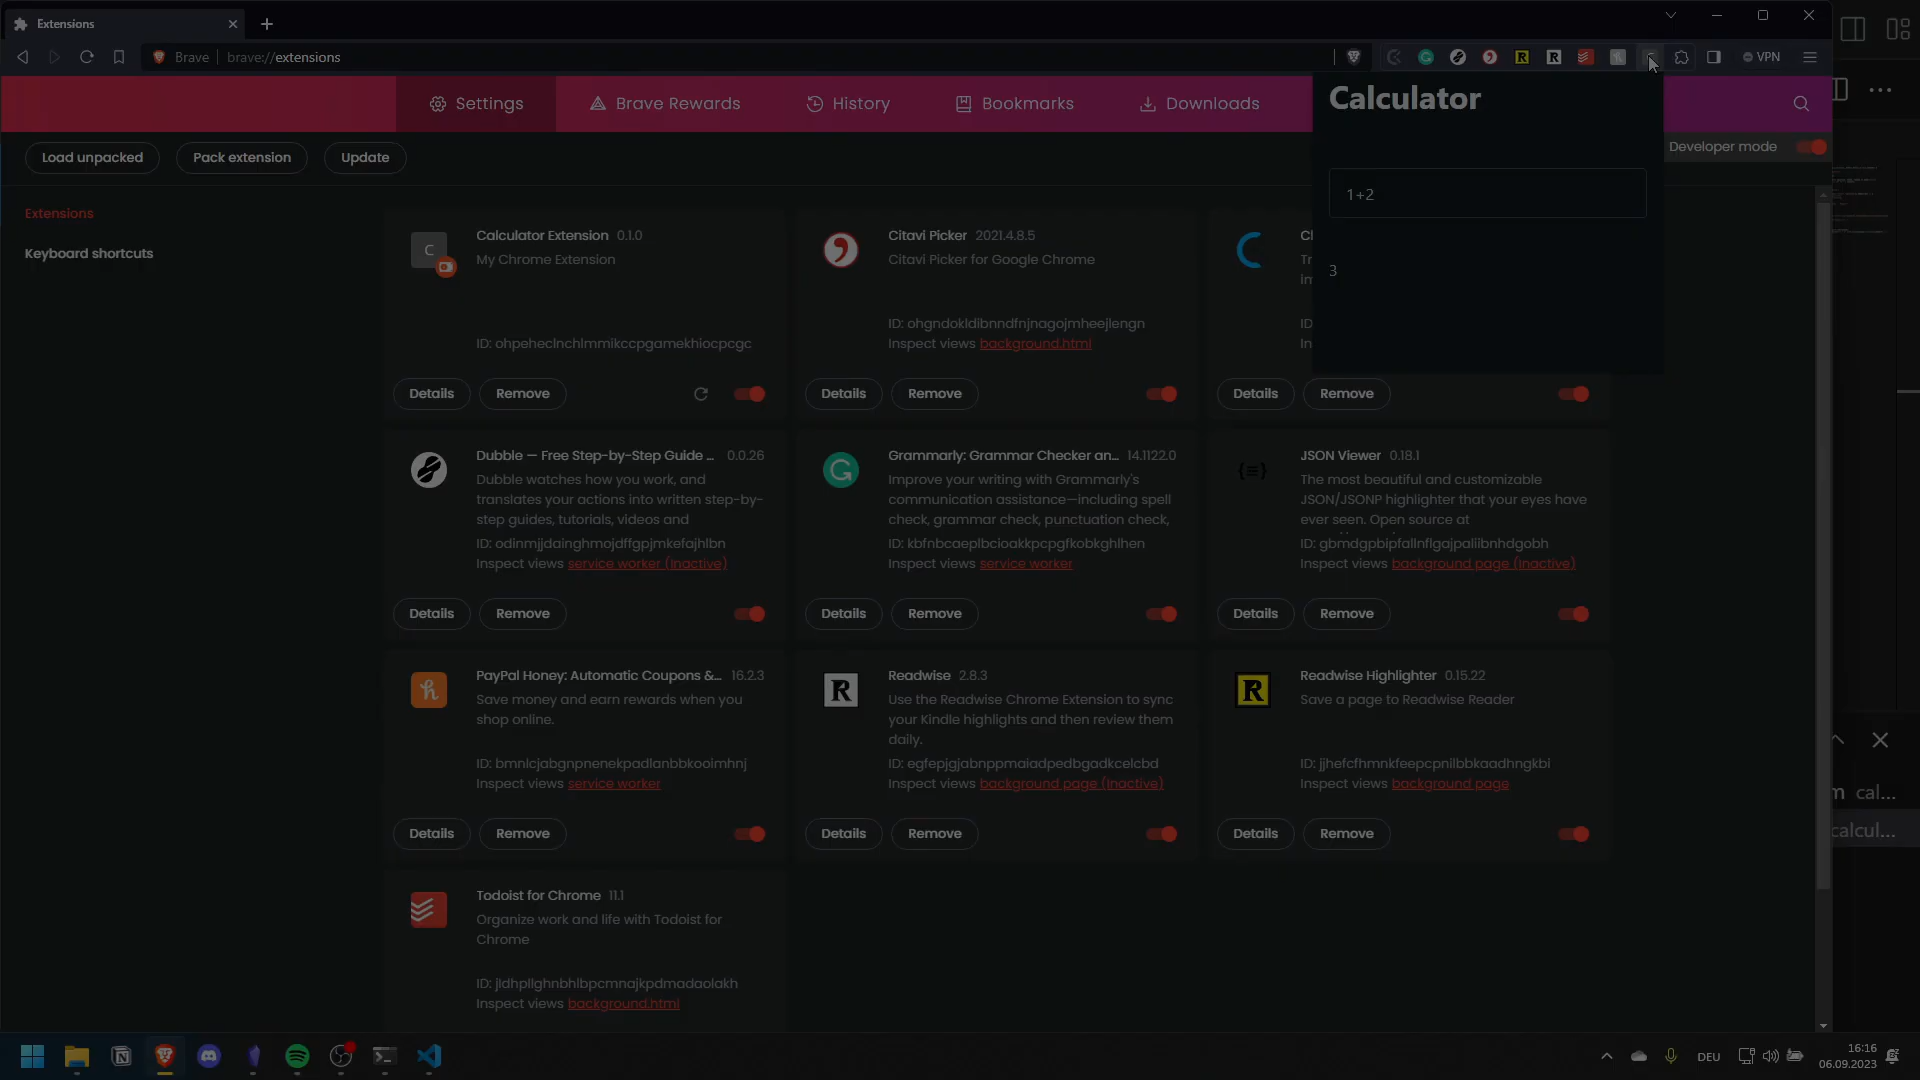 Extensions
Brave
brave://extensions
VPN
Settings
Brave Rewards
History
Bookmarks
Downloads
Calculator
1+2
3
Load unpacked
Pack extension
Update
Developer mode
Extensions
Keyboard shortcuts
C
Calculator Extension 0.1.0
My Chrome Extension
ID: ohpeheclnchlmmikccpgamekhiocpcgc
Details
Remove
Citavi Picker 2021.4.8.5
Citavi Picker for Google Chrome
ID: ohgndokldibnndfnjnagojmheejlengn
Inspect views background.html
Details
Remove
Details
Remove
Dubble — Free Step-by-Step Guide ... 0.0.26
Dubble watches how you work, and
translates your actions into written step-by-
step guides, tutorials, videos and
ID: odinmjjdainghmojdffgpjmkefajhlbn
Inspect views service worker (Inactive)
Details
Remove
Grammarly: Grammar Checker an... 14.1122.0
Improve your writing with Grammarly's
communication assistance—including spell
check, grammar check, punctuation check,
ID: kbfnbcaeplbcioakkpcpgfkobkghlhen
Inspect views service worker
Details
Remove
JSON Viewer 0.18.1
The most beautiful and customizable
JSON/JSONP highlighter that your eyes have
ever seen. Open source at
ID: gbmdgpbipfallnflgajpaliibnhdgobh
Inspect views background page (Inactive)
Details
Remove
PayPal Honey: Automatic Coupons &... 16.2.3
Save money and earn rewards when you
shop online.
ID: bmnlcjabgnpnenekpadlanbbkooimhnj
Inspect views service worker
Details
Remove
Readwise 2.8.3
Use the Readwise Chrome Extension to sync
your Kindle highlights and then review them
daily.
ID: egfepjgjabnppmaiadpedbgadkcelcbd
Inspect views background page (Inactive)
Details
Remove
Readwise Highlighter 0.15.22
Save a page to Readwise Reader
ID: jjhefcfhmnkfeepcpnilbbkaadhngkbi
Inspect views background page
Details
Remove
m cal...
calcul...
Todoist for Chrome 11.1
Organize work and life with Todoist for
Chrome
ID: jldhpllghnbhlbpcmnajkpdmadaolakh
Inspect views background.html
DEU
16:16
06.09.2023